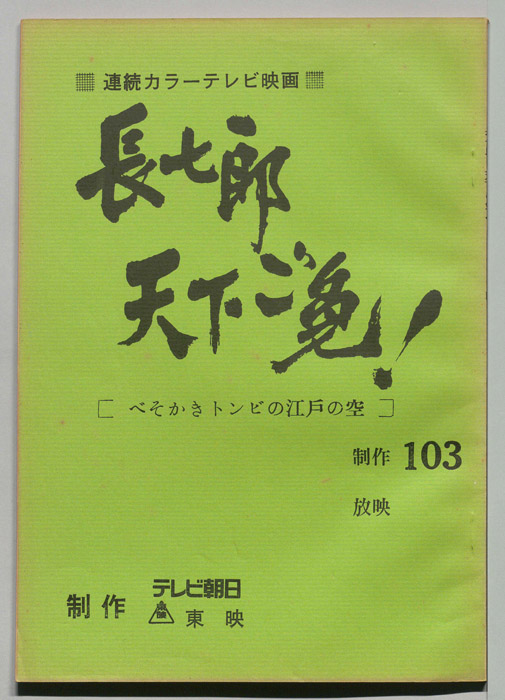 連続カラーテレビ映画
長七郎
天下ご免!
[ べそかきトンビの江戸の空 ]
制作 103
放映
制作 テレビ朝日
東映